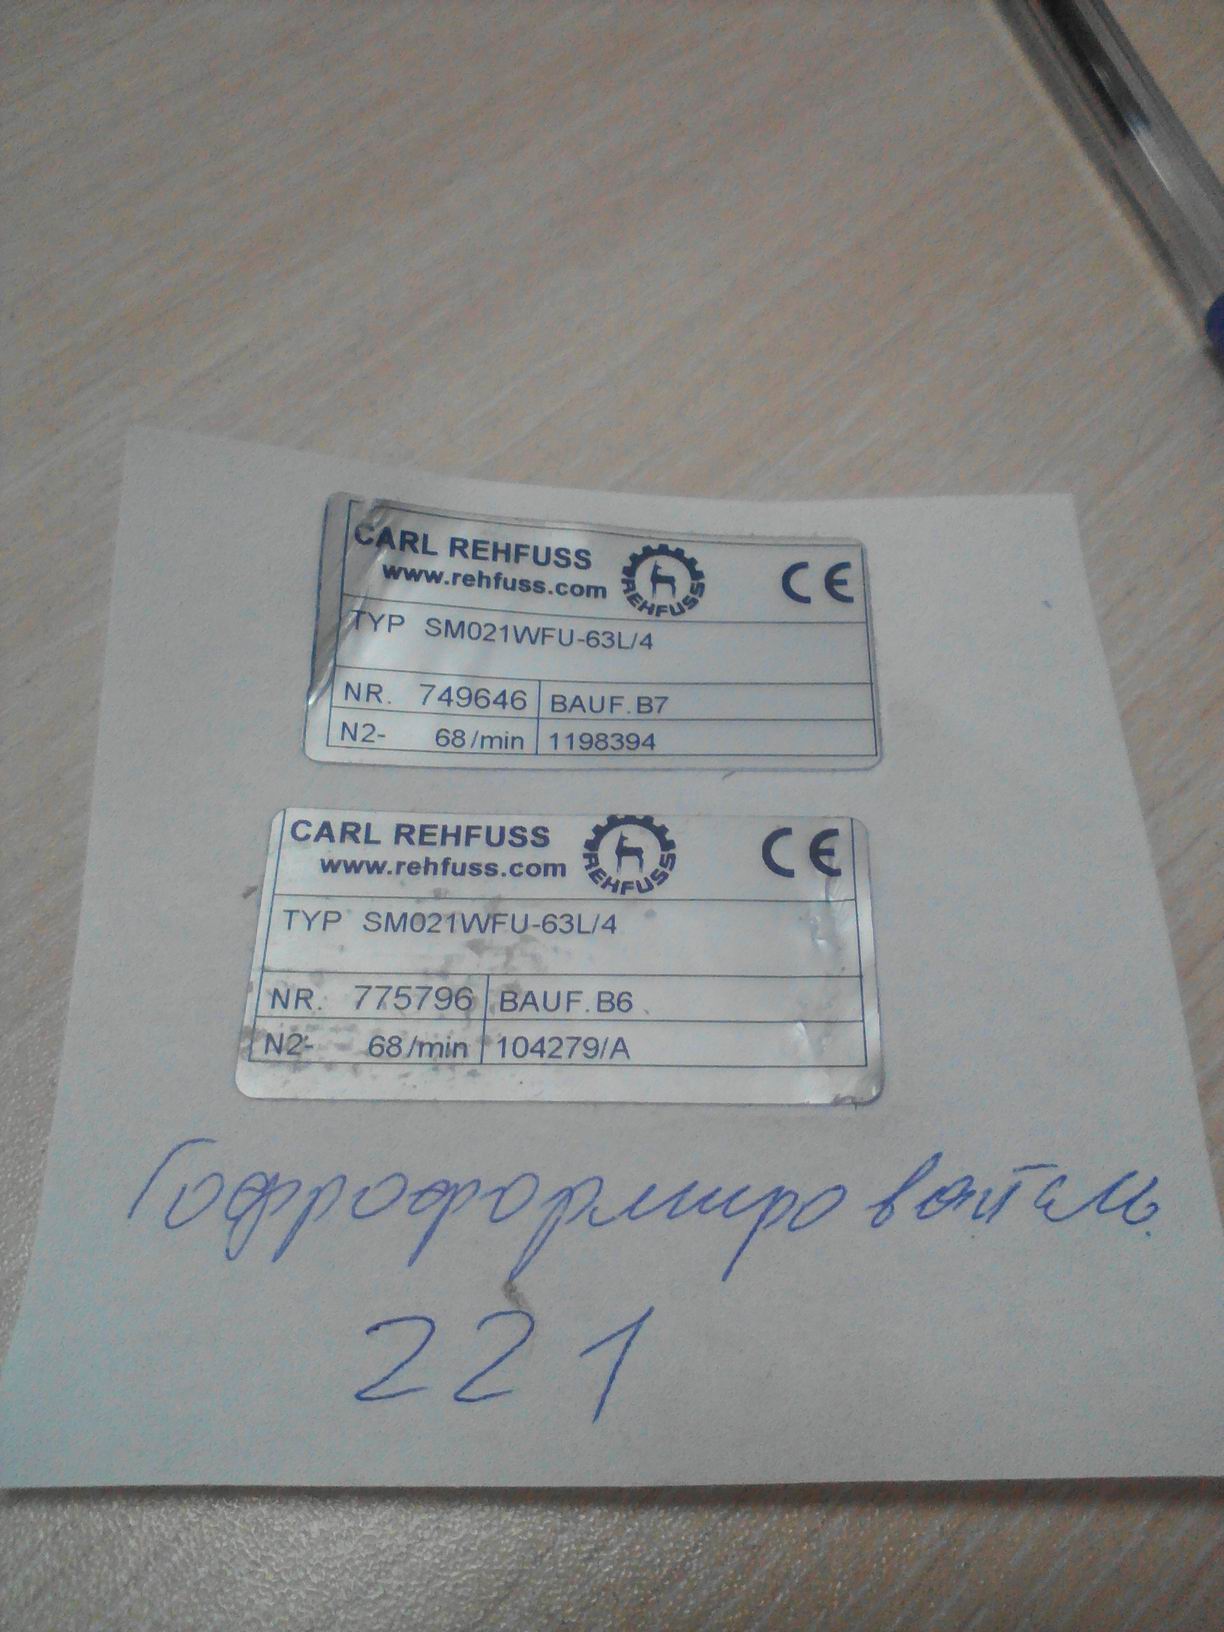 CARL REHFUSS
www.rehfuss.com
REHFUSS
CE
TYP SM021WFU-63L/4
NR. 749646 BAUF. B7
N2- 68/min 1198394
CARL REHFUSS
www.rehfuss.com
REHFUSS
CE
TYP SM021WFU-63L/4
NR. 775796 BAUF. B6
N2- 68/min 104279/A
Гофроформирователь
221